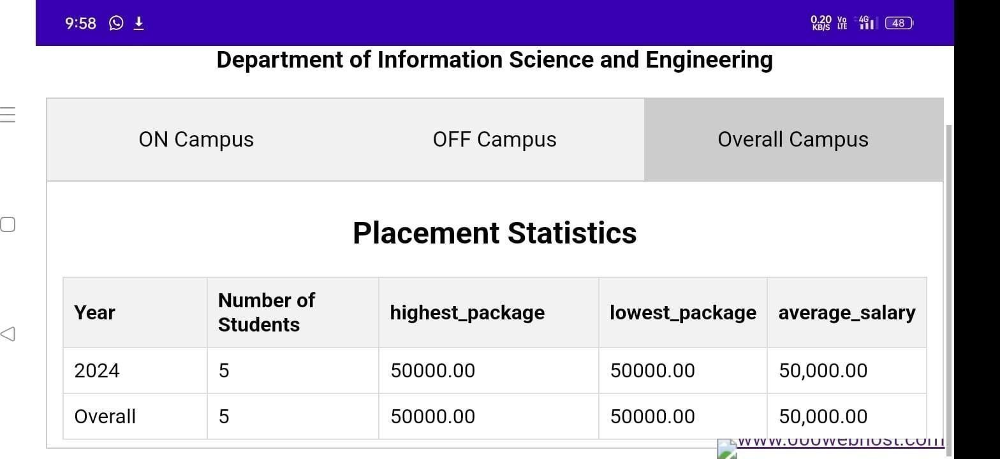 9:58 0.20 KB/S Vo LTE 4G 48
Department of Information Science and Engineering
ON Campus OFF Campus Overall Campus
Placement Statistics
Year Number of Students highest_package lowest_package average_salary
2024 5 50000.00 50000.00 50,000.00
Overall 5 50000.00 50000.00 50,000.00
www.000webhost.com